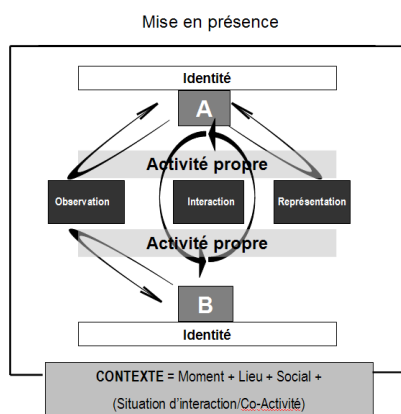 Mise en présence
Identité
A
Activité propre
Observation
Interaction
Représentation
Activité propre
B
Identité
CONTEXTE = Moment + Lieu + Social +
(Situation d'interaction/Co-Activité)